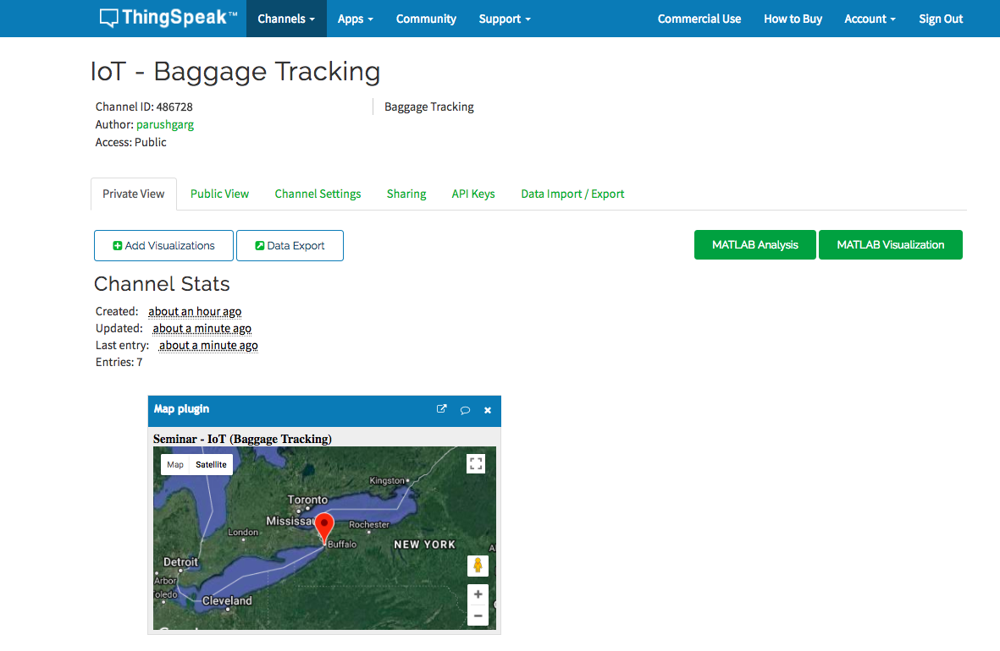 ThingSpeak™ Channels Apps Community Support Commercial Use How to Buy Account Sign Out
IoT - Baggage Tracking
Channel ID: 486728
Baggage Tracking
Author: parushgarg
Access: Public
Private View Public View Channel Settings Sharing API Keys Data Import / Export
Add Visualizations Data Export MATLAB Analysis MATLAB Visualization
Channel Stats
Created: about an hour ago
Updated: about a minute ago
Last entry: about a minute ago
Entries: 7
Map plugin
Seminar - IoT (Baggage Tracking)
Map Satellite
Kingston
Toronto
Mississau
Rochester
London
Buffalo
NEW YORK
Detroit
Arbor
oledo
Cleveland